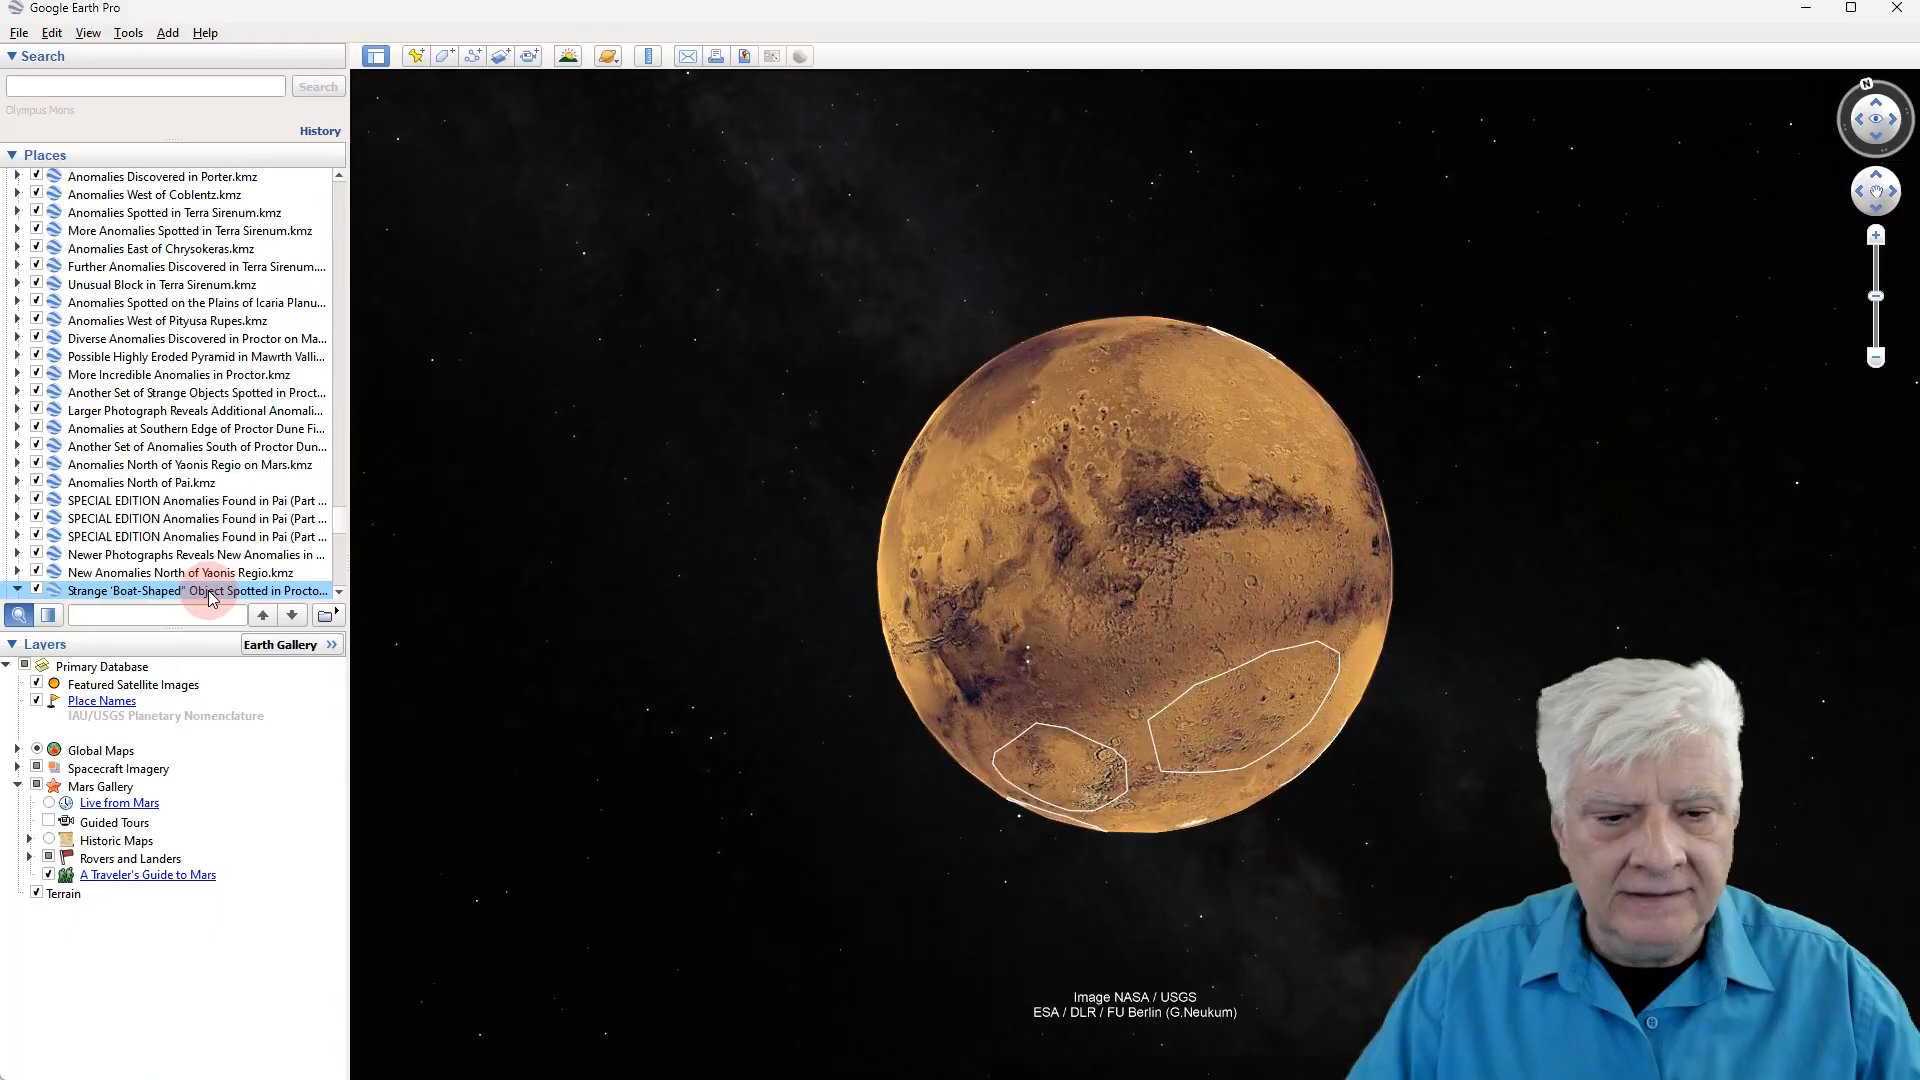 Google Earth Pro
File Edit View Tools Add Help
Search
Search
Olympus Mons
History
Places
Anomalies Discovered in Porter.kmz
Anomalies West of Coblentz.kmz
Anomalies Spotted in Terra Sirenum.kmz
More Anomalies Spotted in Terra Sirenum.kmz
Anomalies East of Chrysokeras.kmz
Further Anomalies Discovered in Terra Sirenum....
Unusual Block in Terra Sirenum.kmz
Anomalies Spotted on the Plains of Icaria Planu...
Anomalies West of Pityusa Rupes.kmz
Diverse Anomalies Discovered in Proctor on Ma...
Possible Highly Eroded Pyramid in Mawrth Valli...
More Incredible Anomalies in Proctor.kmz
Another Set of Strange Objects Spotted in Proct...
Larger Photograph Reveals Additional Anomali...
Anomalies at Southern Edge of Proctor Dune Fi...
Another Set of Anomalies South of Proctor Dun...
Anomalies North of Yaonis Regio on Mars.kmz
Anomalies North of Pai.kmz
SPECIAL EDITION Anomalies Found in Pai (Part ...
SPECIAL EDITION Anomalies Found in Pai (Part ...
SPECIAL EDITION Anomalies Found in Pai (Part ...
Newer Photographs Reveals New Anomalies in ...
New Anomalies North of Yaonis Regio.kmz
Strange 'Boat-Shaped" Object Spotted in Procto...
Layers
Earth Gallery »
Primary Database
Featured Satellite Images
Place Names
IAU/USGS Planetary Nomenclature
Global Maps
Spacecraft Imagery
Mars Gallery
Live from Mars
Guided Tours
Historic Maps
Rovers and Landers
A Traveler's Guide to Mars
Terrain
N
Image NASA / USGS
ESA / DLR / FU Berlin (G.Neukum)